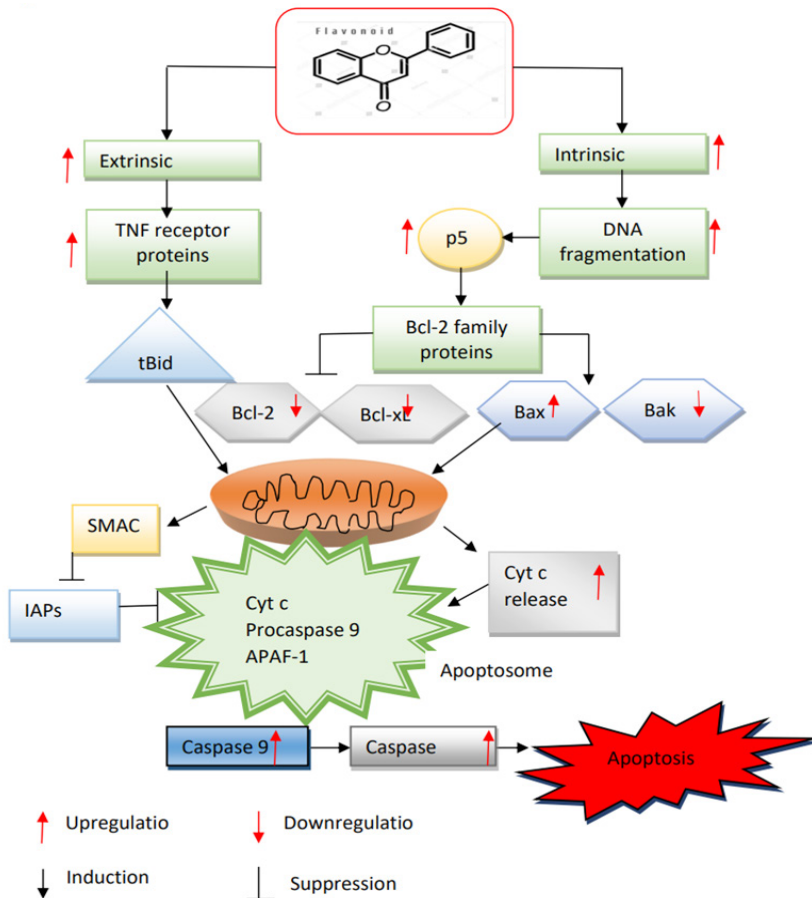 Flavonoid
O
O
Extrinsic
Intrinsic
TNF receptor
proteins
p5
DNA
fragmentation
Bcl-2 family
proteins
tBid
Bcl-2
Bcl-xL
Bax
Bak
SMAC
IAPs
Cyt c
Procaspase 9
APAF-1
Cyt c
release
Apoptosome
Caspase 9
Caspase
Apoptosis
Upregulatio
Downregulatio
Induction
Suppression